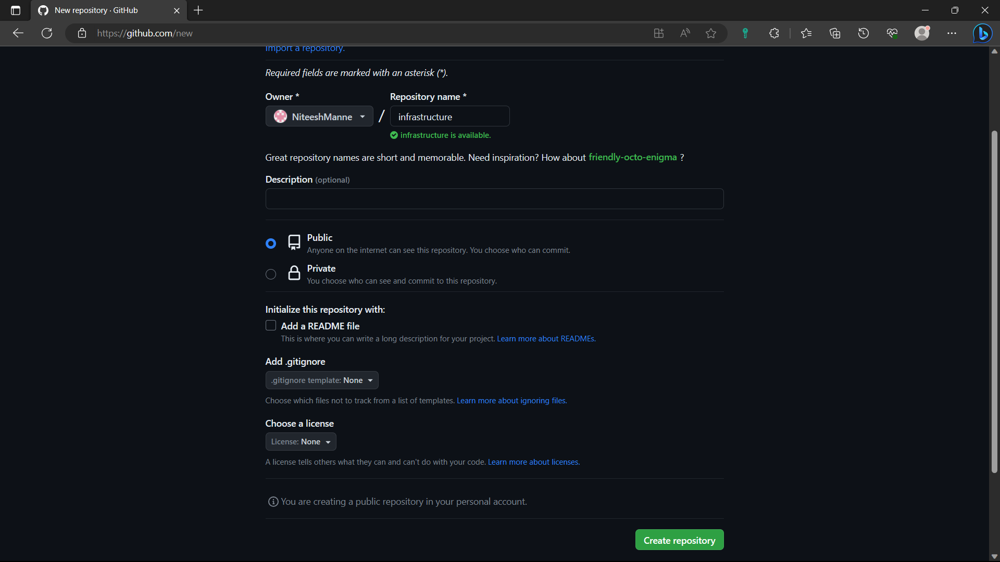 New repository · GitHub
https://github.com/new
Import a repository.
Required fields are marked with an asterisk (*).
Owner * Repository name *
NiteeshManne / infrastructure
infrastructure is available.
Great repository names are short and memorable. Need inspiration? How about friendly-octo-enigma ?
Description (optional)
Public
Anyone on the internet can see this repository. You choose who can commit.
Private
You choose who can see and commit to this repository.
Initialize this repository with:
Add a README file
This is where you can write a long description for your project. Learn more about READMEs.
Add .gitignore
.gitignore template: None
Choose which files not to track from a list of templates. Learn more about ignoring files.
Choose a license
License: None
A license tells others what they can and can't do with your code. Learn more about licenses.
You are creating a public repository in your personal account.
Create repository